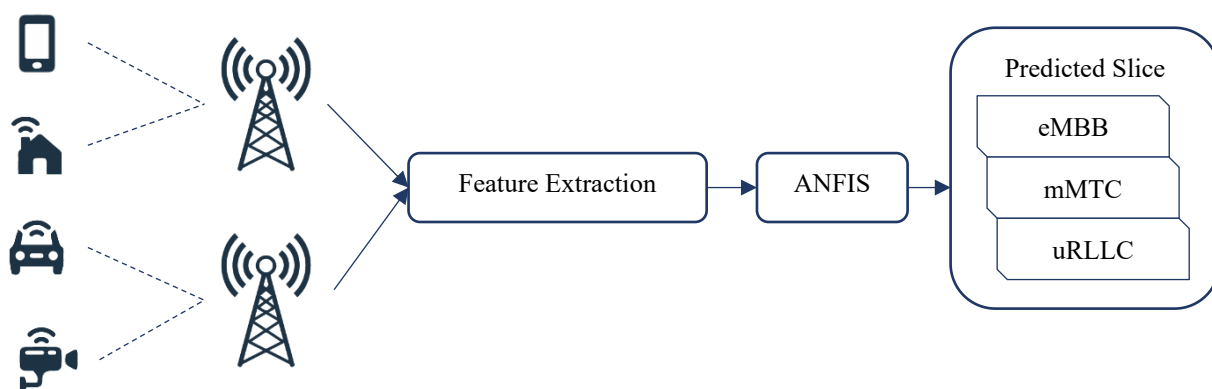 Feature Extraction
ANFIS
Predicted Slice
eMBB
mMTC
uRLLC